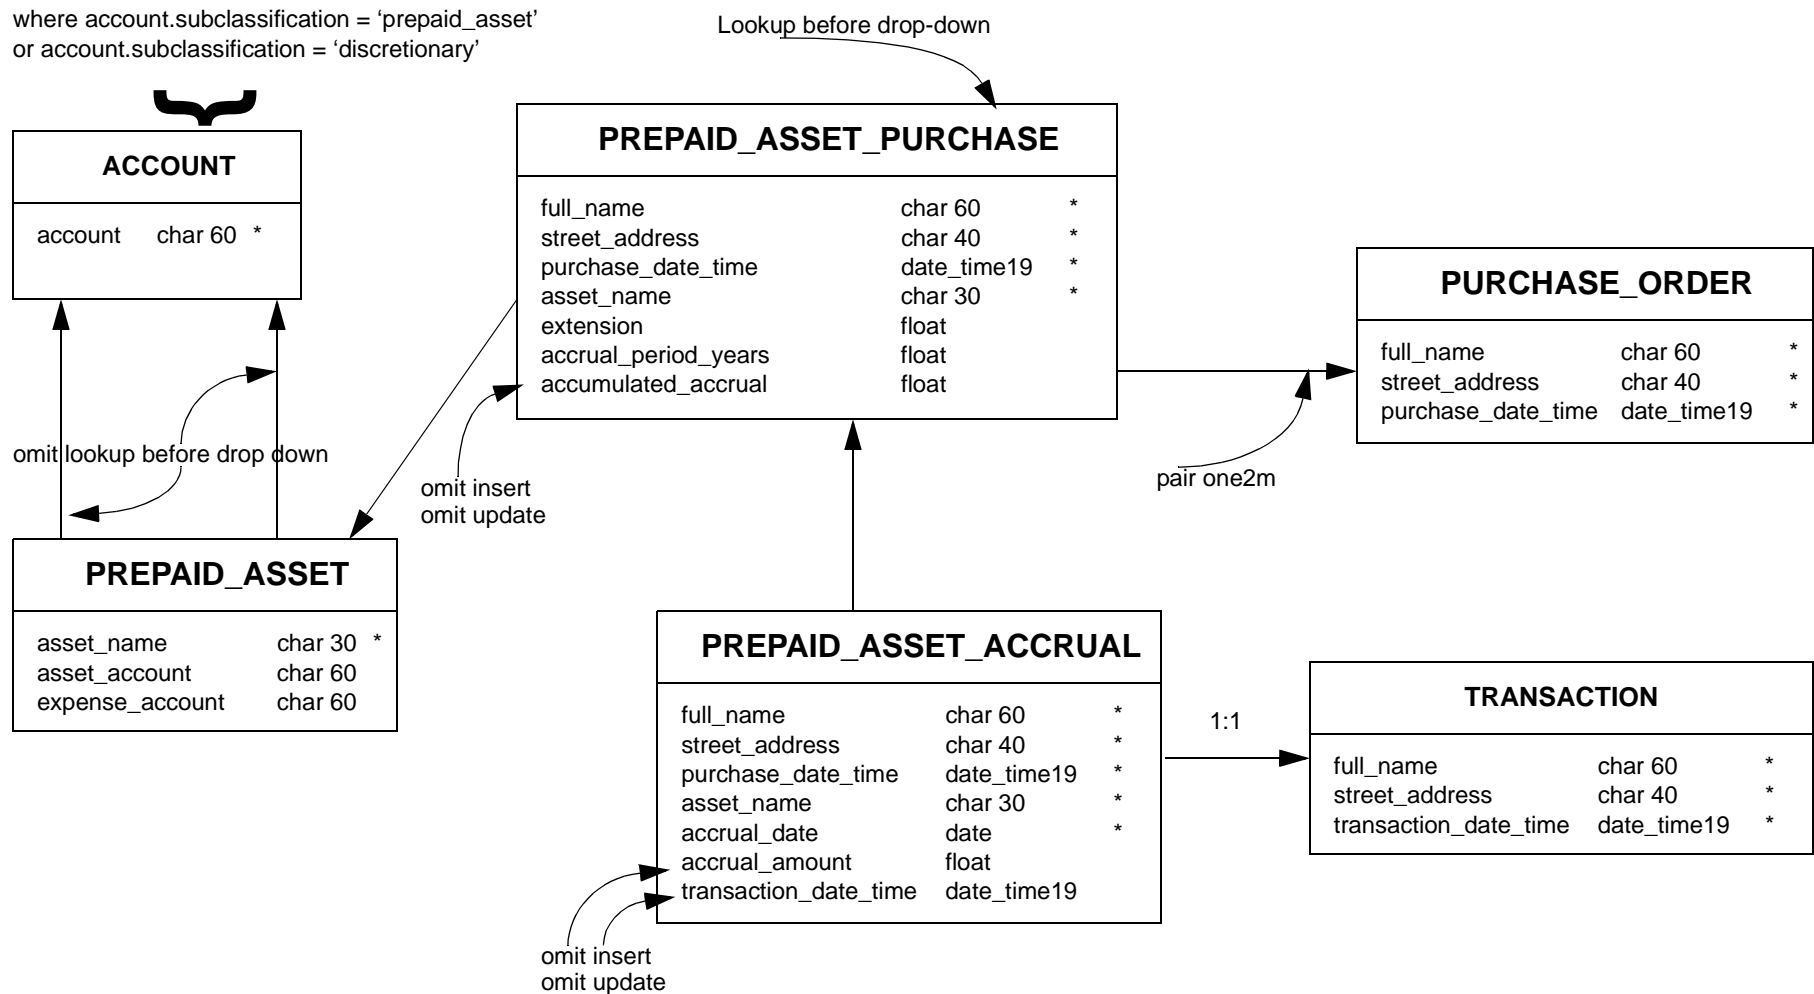 where account.subclassification = ‘prepaid_asset’
or account.subclassification = ‘discretionary’
Lookup before drop-down
ACCOUNT
account char 60 *
PREPAID_ASSET_PURCHASE
full_name char 60 *
street_address char 40 *
purchase_date_time date_time19 *
asset_name char 30 *
extension float
accrual_period_years float
accumulated_accrual float
PURCHASE_ORDER
full_name char 60 *
street_address char 40 *
purchase_date_time date_time19 *
omit lookup before drop down
omit insert
omit update
pair one2m
PREPAID_ASSET
asset_name char 30 *
asset_account char 60
expense_account char 60
PREPAID_ASSET_ACCRUAL
full_name char 60 *
street_address char 40 *
purchase_date_time date_time19 *
asset_name char 30 *
accrual_date date *
accrual_amount float
transaction_date_time date_time19
1:1
TRANSACTION
full_name char 60 *
street_address char 40 *
transaction_date_time date_time19 *
omit insert
omit update